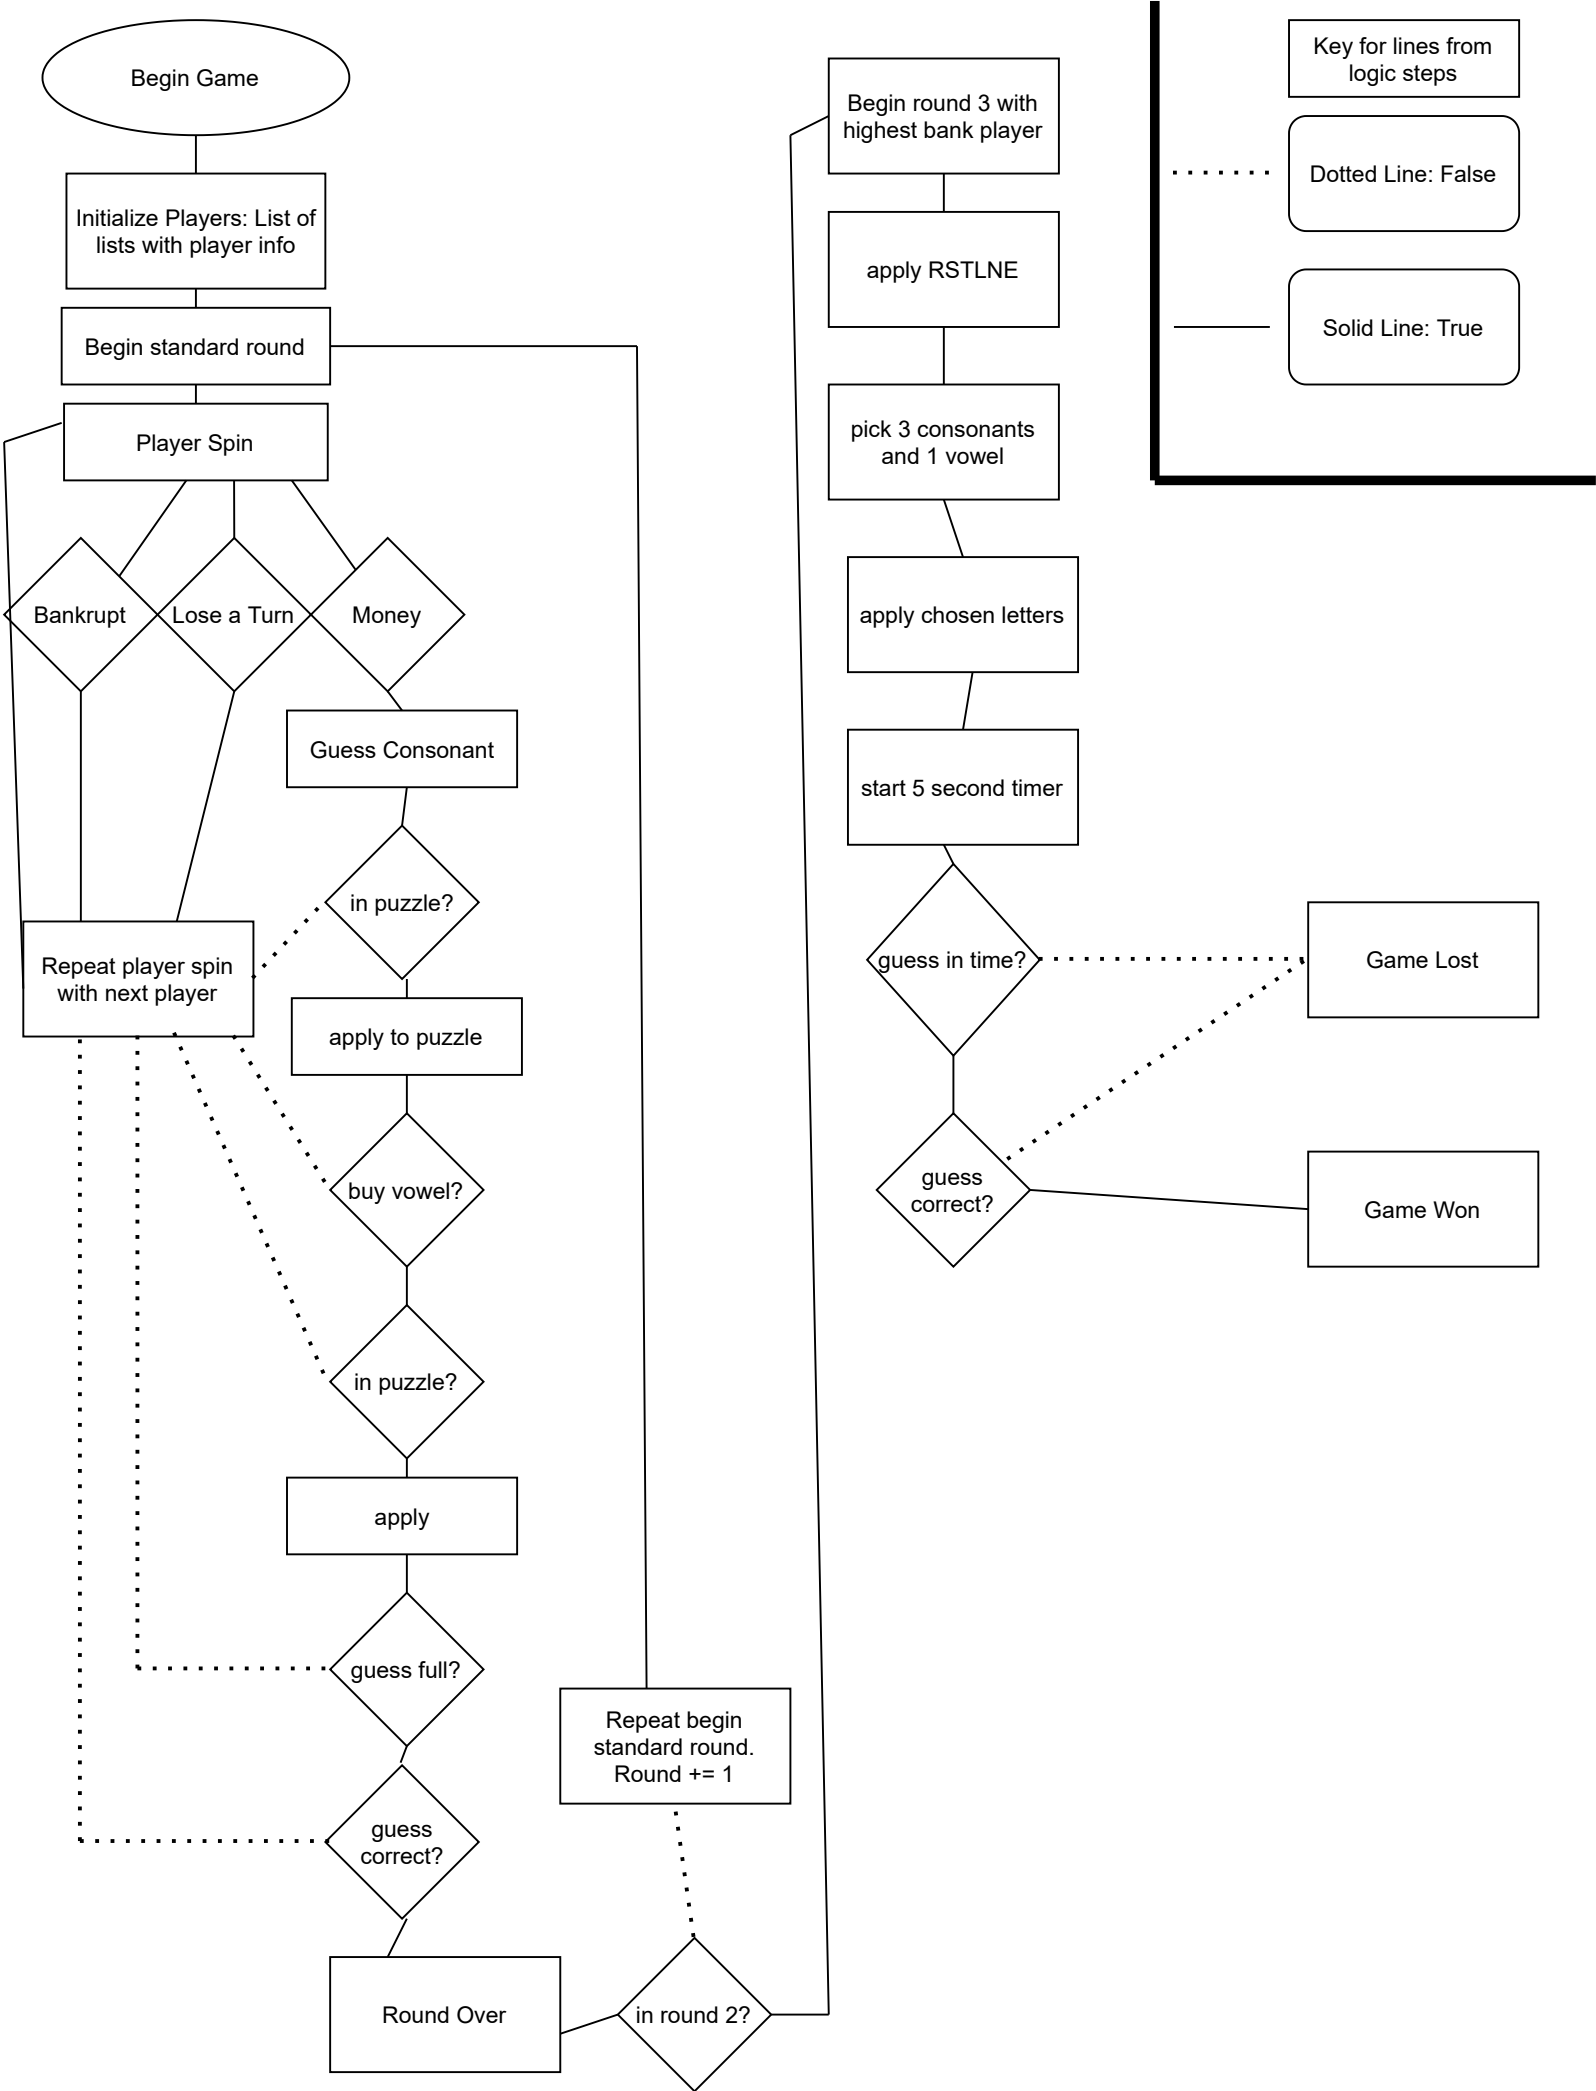 Begin Game
Initialize Players: List of
lists with player info
Begin standard round
Player Spin
Bankrupt
Lose a Turn
Money
Guess Consonant
in puzzle?
Repeat player spin
with next player
apply to puzzle
buy vowel?
in puzzle?
apply
guess full?
guess
correct?
Round Over
in round 2?
Repeat begin
standard round.
Round += 1
Begin round 3 with
highest bank player
apply RSTLNE
pick 3 consonants
and 1 vowel
apply chosen letters
start 5 second timer
guess in time?
Game Lost
guess
correct?
Game Won
Key for lines from
logic steps
Dotted Line: False
Solid Line: True